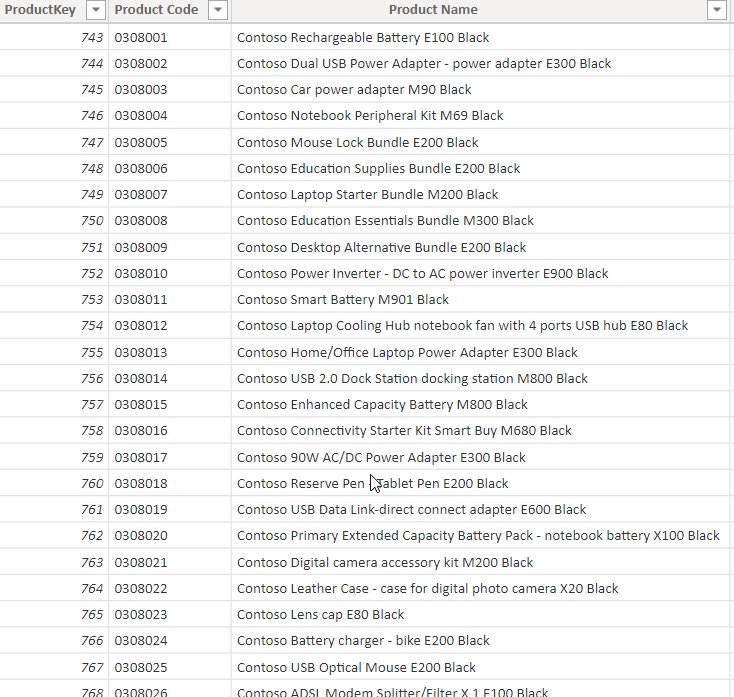 ProductKey Product Code Product Name
743 0308001 Contoso Rechargeable Battery E100 Black
744 0308002 Contoso Dual USB Power Adapter - power adapter E300 Black
745 0308003 Contoso Car power adapter M90 Black
746 0308004 Contoso Notebook Peripheral Kit M69 Black
747 0308005 Contoso Mouse Lock Bundle E200 Black
748 0308006 Contoso Education Supplies Bundle E200 Black
749 0308007 Contoso Laptop Starter Bundle M200 Black
750 0308008 Contoso Education Essentials Bundle M300 Black
751 0308009 Contoso Desktop Alternative Bundle E200 Black
752 0308010 Contoso Power Inverter - DC to AC power inverter E900 Black
753 0308011 Contoso Smart Battery M901 Black
754 0308012 Contoso Laptop Cooling Hub notebook fan with 4 ports USB hub E80 Black
755 0308013 Contoso Home/Office Laptop Power Adapter E300 Black
756 0308014 Contoso USB 2.0 Dock Station docking station M800 Black
757 0308015 Contoso Enhanced Capacity Battery M800 Black
758 0308016 Contoso Connectivity Starter Kit Smart Buy M680 Black
759 0308017 Contoso 90W AC/DC Power Adapter E300 Black
760 0308018 Contoso Reserve Pen - Tablet Pen E200 Black
761 0308019 Contoso USB Data Link-direct connect adapter E600 Black
762 0308020 Contoso Primary Extended Capacity Battery Pack - notebook battery X100 Black
763 0308021 Contoso Digital camera accessory kit M200 Black
764 0308022 Contoso Leather Case - case for digital photo camera X20 Black
765 0308023 Contoso Lens cap E80 Black
766 0308024 Contoso Battery charger - bike E200 Black
767 0308025 Contoso USB Optical Mouse E200 Black
768 0308026 Contoso ADSL Modem Splitter/Filter X 1 E100 Black